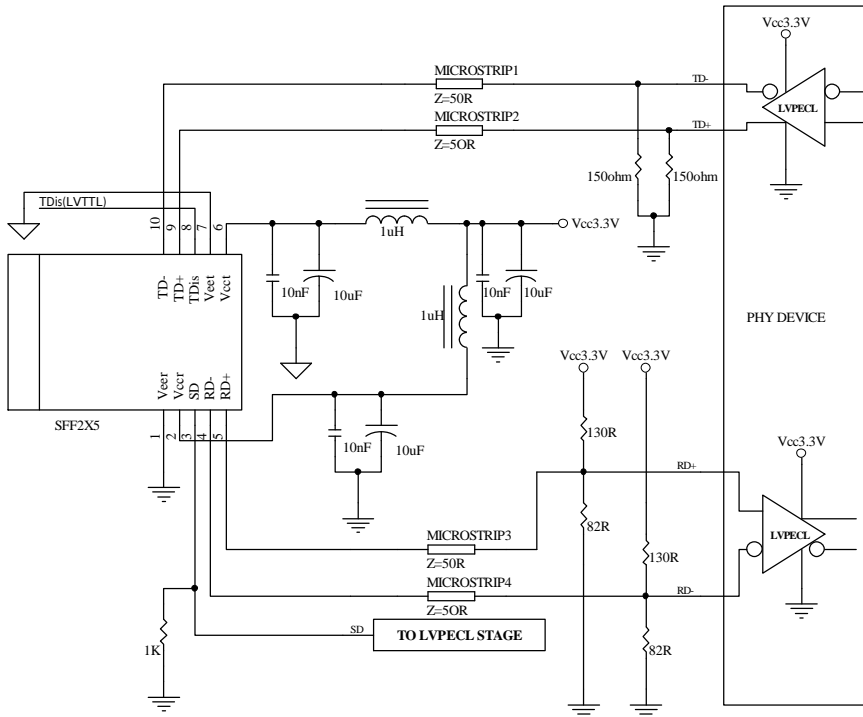 Vcc3.3V
MICROSTRIP1
TD-
Z=50R
LVPECL
MICROSTRIP2
TD+
Z=5OR
150ohm
150ohm
TDis(LVTTL)
10
9
8
7
6
1uH
Vcc3.3V
TD-
TD+
TDis
Veet
Vcct
10nF
10uF
10nF
10uF
1uH
PHY DEVICE
Vcc3.3V
Vcc3.3V
Veer
Vccr
SD
RD-
RD+
SFF2X5
1
2
3
4
5
10nF
10uF
130R
Vcc3.3V
RD+
82R
LVPECL
MICROSTRIP3
Z=50R
130R
MICROSTRIP4
Z=5OR
RD-
SD
TO LVPECL STAGE
1K
82R